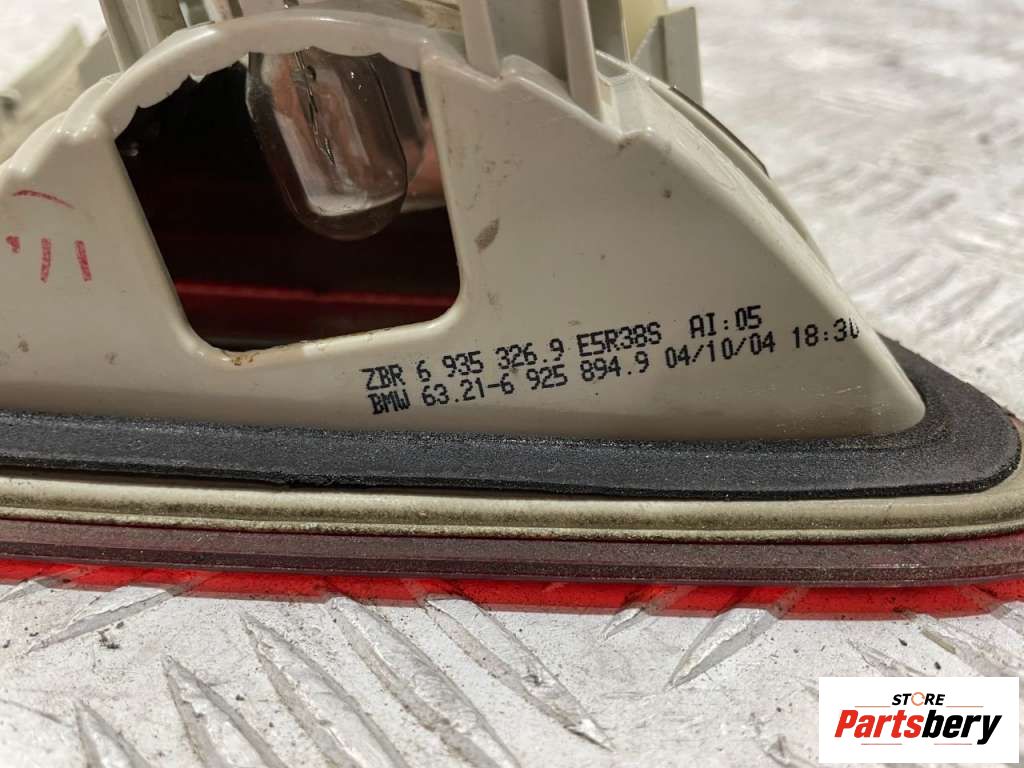 ZBR 6 935 326.9 E5R38S AI:05
BMW 63.21-6 925 894.9 04/10/04 18:30
STORE
Partsbery